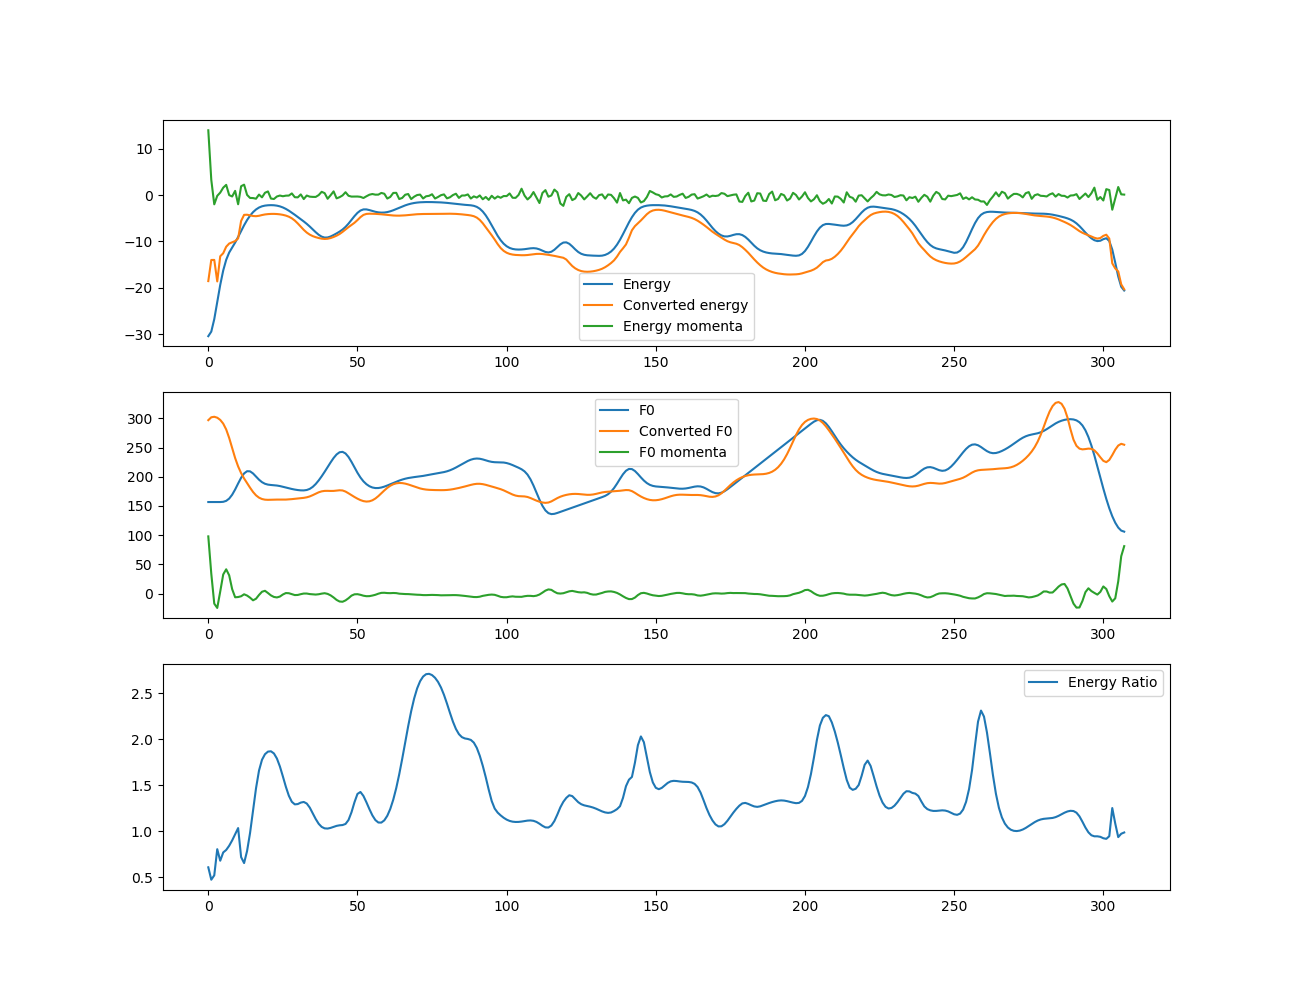 10
0
−10
−20
−30
Energy
Converted energy
Energy momenta
0 50 100 150 200 250 300
300
250
200
150
100
50
0
F0
Converted F0
F0 momenta
0 50 100 150 200 250 300
2.5
2.0
1.5
1.0
0.5
Energy Ratio
0 50 100 150 200 250 300